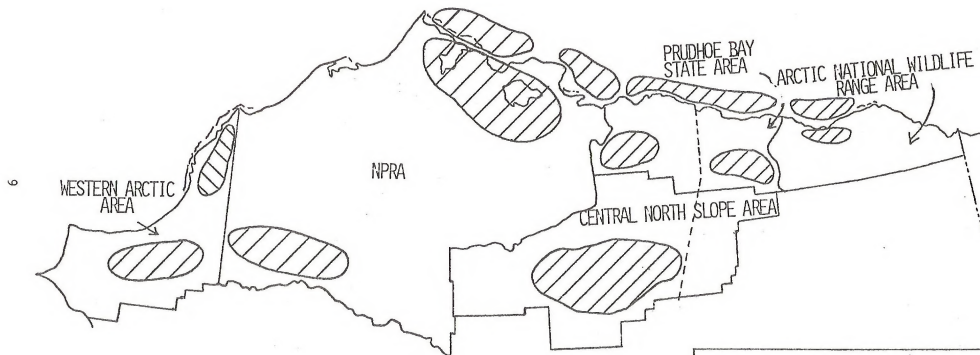 PRUDHOE BAY
STATE AREA
ARCTIC NATIONAL WILDLIFE
RANGE AREA
NPRA
6
WESTERN ARCTIC
AREA
CENTRAL NORTH SLOPE AREA